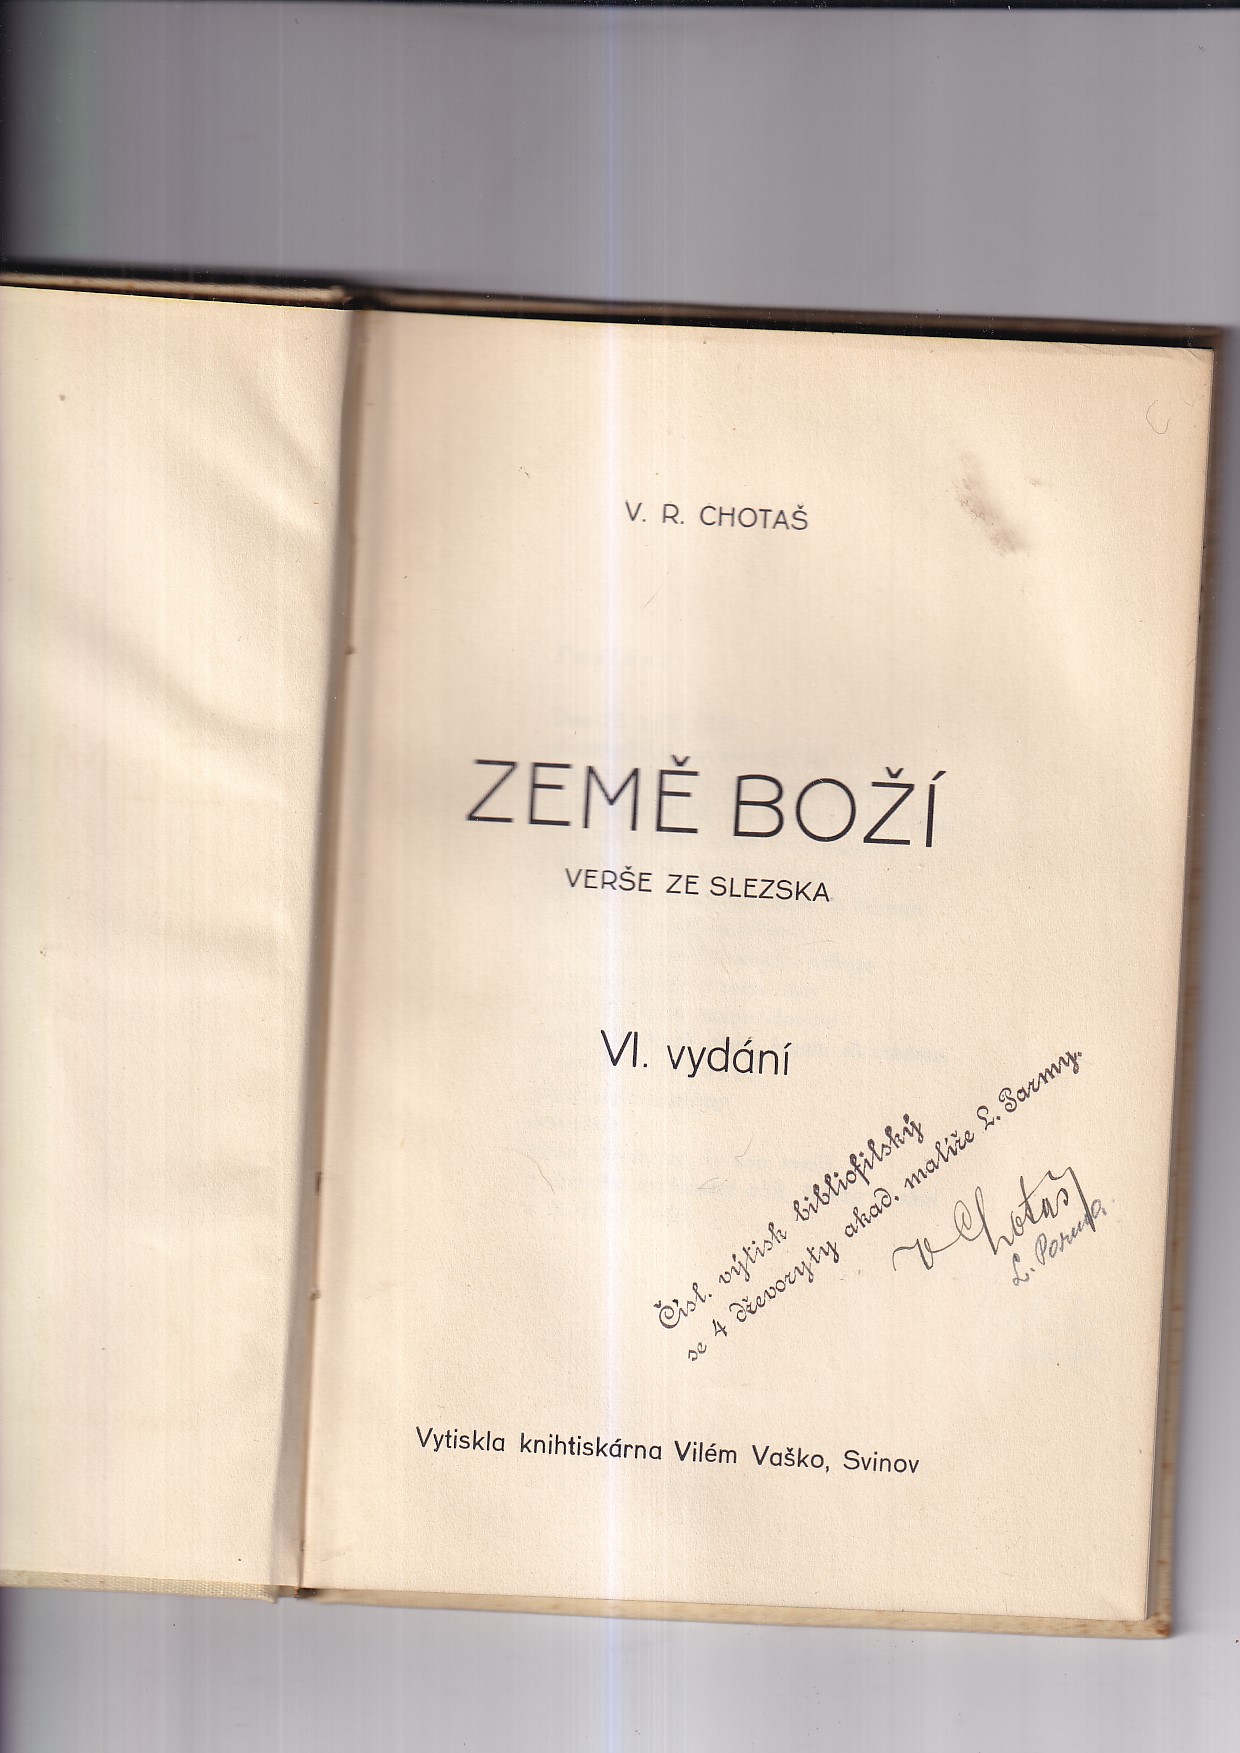 V. R. CHOTAŠ
ZEMĚ BOŽÍ
VERŠE ZE SLEZSKA
VI. vydání
Čísl. výtisk bibliofilský
se 4 dřevoryty akad. malíře L. Parmy.
V Chotaš
L. Parma.
Vytiskla knihtiskárna Vilém Vaško, Svinov